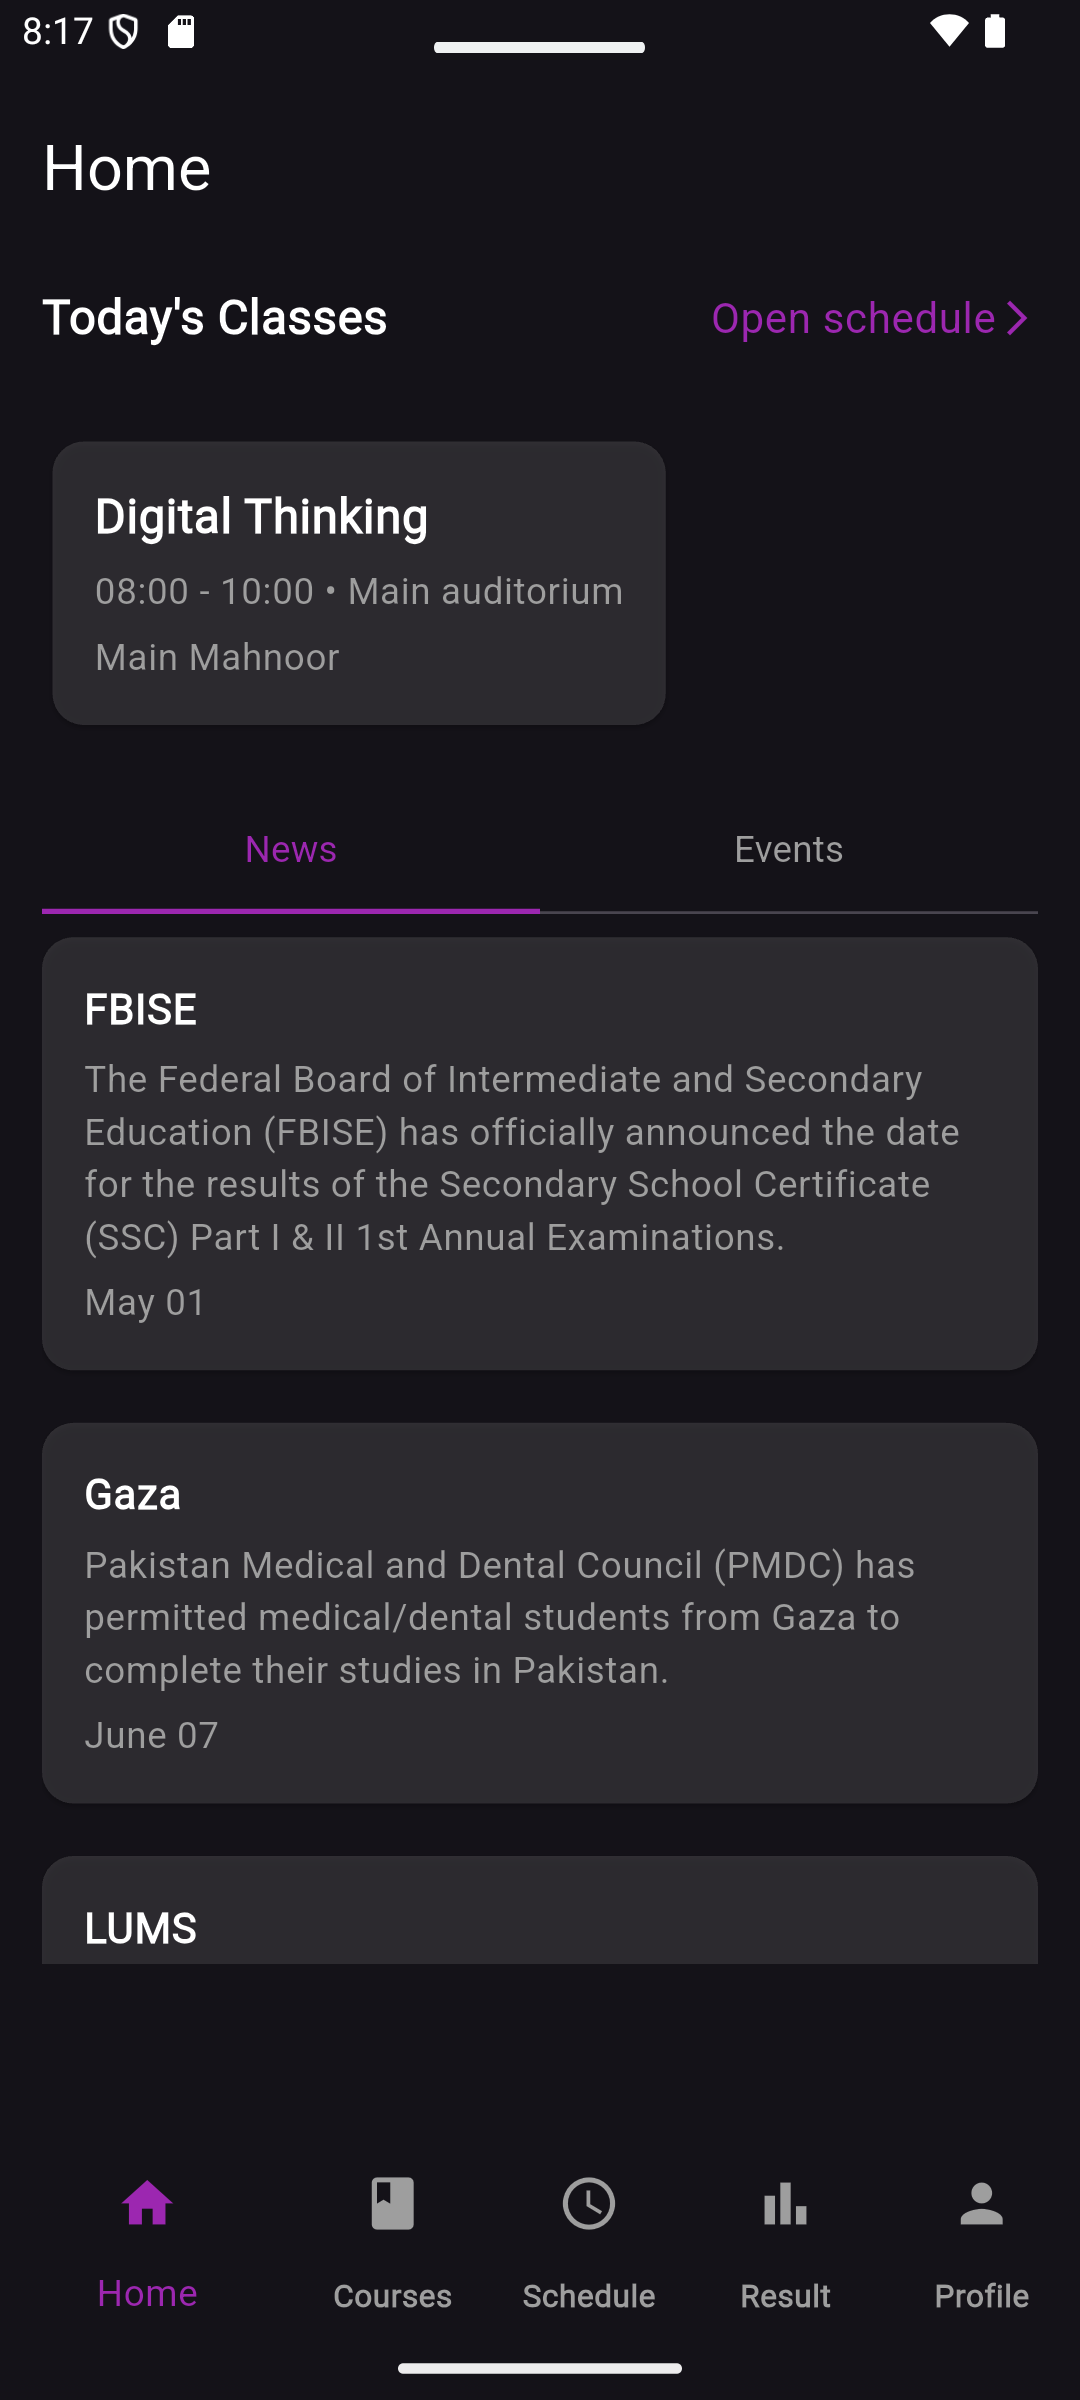 8:17
Home
Today's Classes
Open schedule
Digital Thinking
08:00 - 10:00 • Main auditorium
Main Mahnoor
News
Events
FBISE
The Federal Board of Intermediate and Secondary
Education (FBISE) has officially announced the date
for the results of the Secondary School Certificate
(SSC) Part I & II 1st Annual Examinations.
May 01
Gaza
Pakistan Medical and Dental Council (PMDC) has
permitted medical/dental students from Gaza to
complete their studies in Pakistan.
June 07
LUMS
Home
Courses
Schedule
Result
Profile